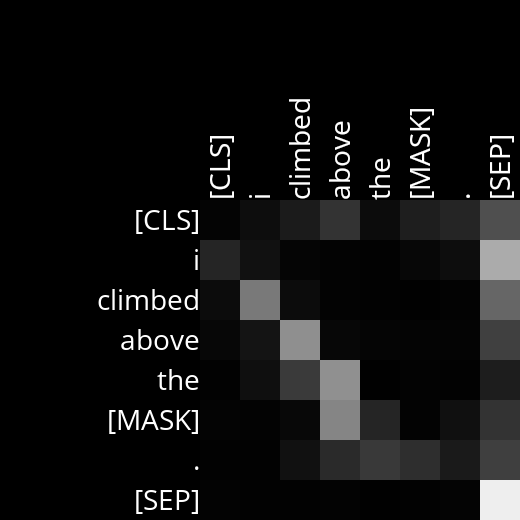 [CLS] i climbed above the [MASK] . [SEP]
[CLS]
i
climbed
above
the
[MASK]
.
[SEP]